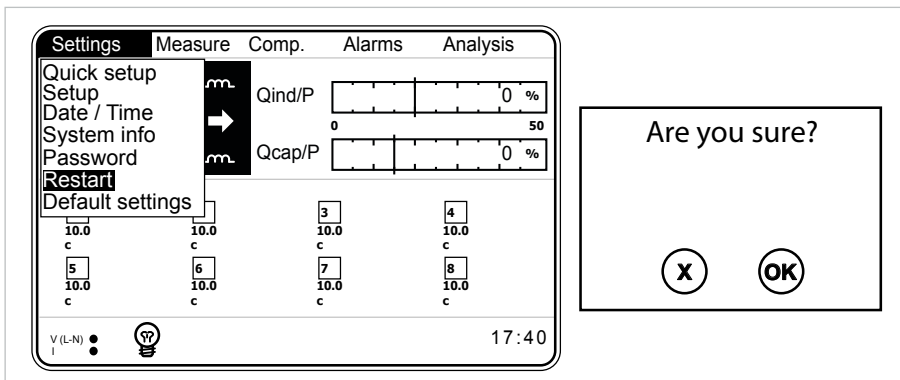 Settings Measure Comp. Alarms Analysis
Quick setup
Setup
Date / Time
System info
Password
Restart
Default settings
Qind/P 0 %
0 50
Qcap/P 0 %
3 4
10.0 10.0 10.0 10.0
c c c c
5 6 7 8
10.0 10.0 10.0 10.0
c c c c
V (L-N)
I
17:40
Are you sure?
X OK